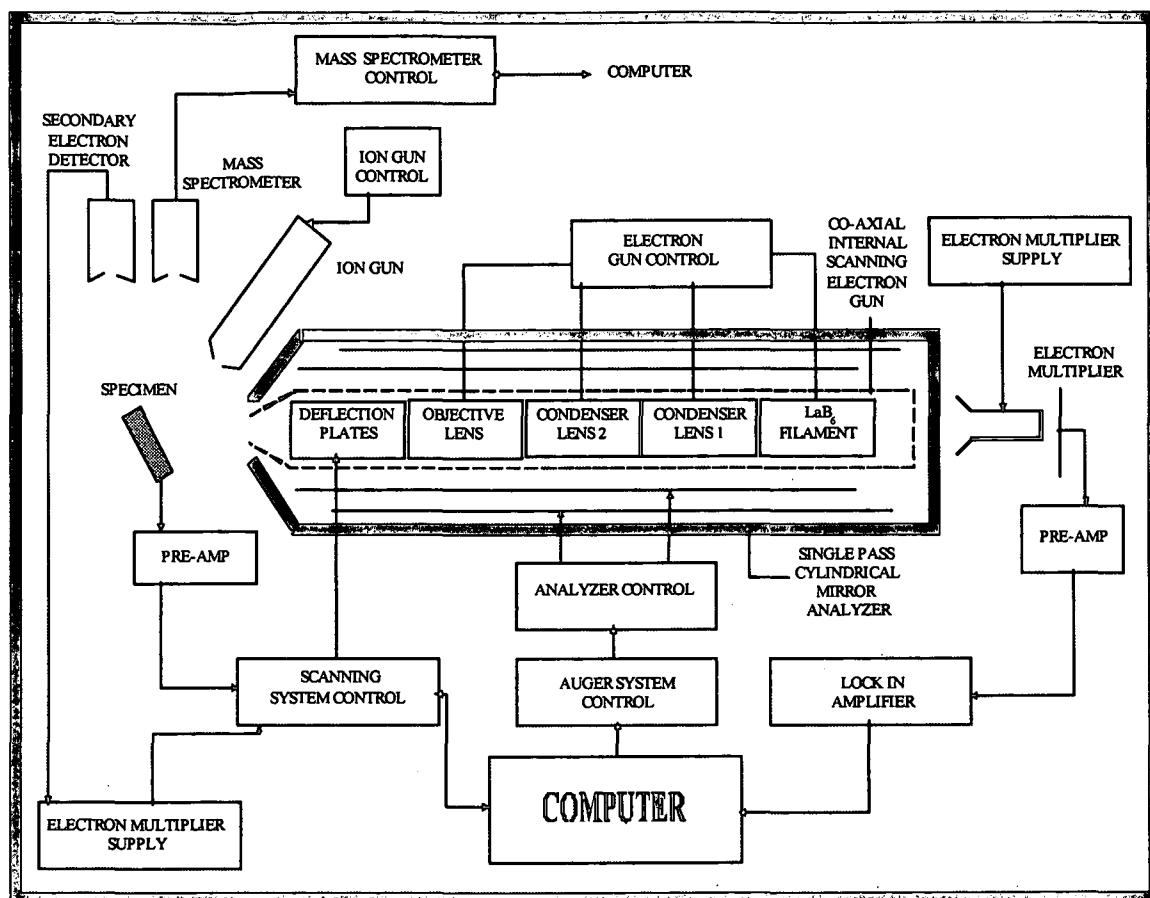 MASS SPECTROMETER
CONTROL
COMPUTER
SECONDARY
ELECTRON
DETECTOR
MASS
SPECTROMETER
ION GUN
CONTROL
ION GUN
ELECTRON
GUN CONTROL
CO-AXIAL
INTERNAL
SCANNING
ELECTRON
GUN
ELECTRON MULTIPLIER
SUPPLY
ELECTRON
MULTIPLIER
SPECIMEN
DEFLECTION
PLATES
OBJECTIVE
LENS
CONDENSER
LENS 2
CONDENSER
LENS 1
LaB6
FILAMENT
PRE-AMP
PRE-AMP
ANALYZER CONTROL
SINGLE PASS
CYLINDRICAL
MIRROR
ANALYZER
SCANNING
SYSTEM CONTROL
AUGER SYSTEM
CONTROL
LOCK IN
AMPLIFIER
COMPUTER
ELECTRON MULTIPLIER
SUPPLY